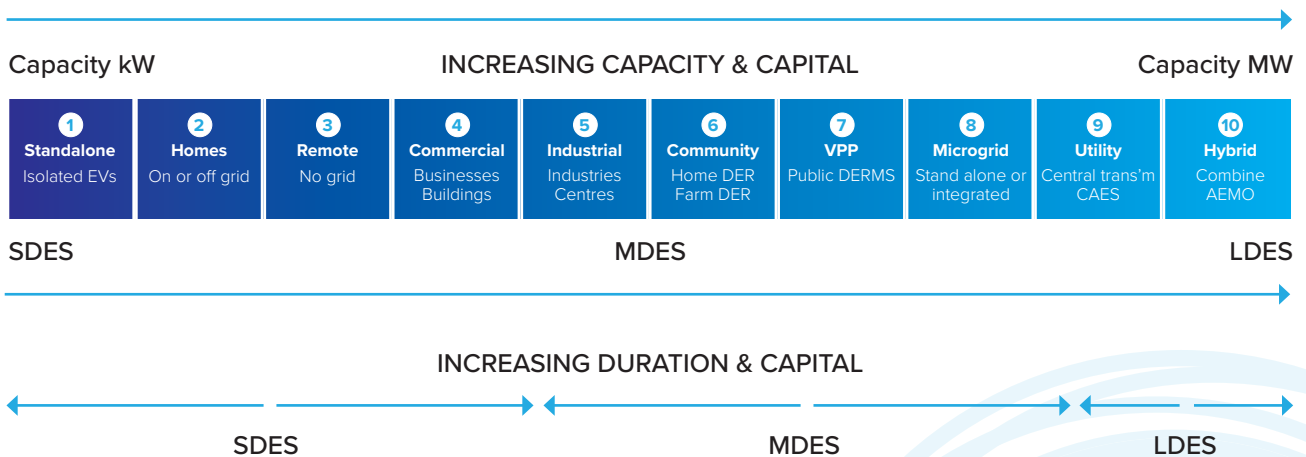 Capacity kW INCREASING CAPACITY & CAPITAL Capacity MW
1
Standalone
Isolated EVs
2
Homes
On or off grid
3
Remote
No grid
4
Commercial
Businesses
Buildings
5
Industrial
Industries
Centres
6
Community
Home DER
Farm DER
7
VPP
Public DERMS
8
Microgrid
Stand alone or
integrated
9
Utility
Central trans'm
CAES
10
Hybrid
Combine
AEMO
SDES MDES LDES
INCREASING DURATION & CAPITAL
SDES MDES LDES